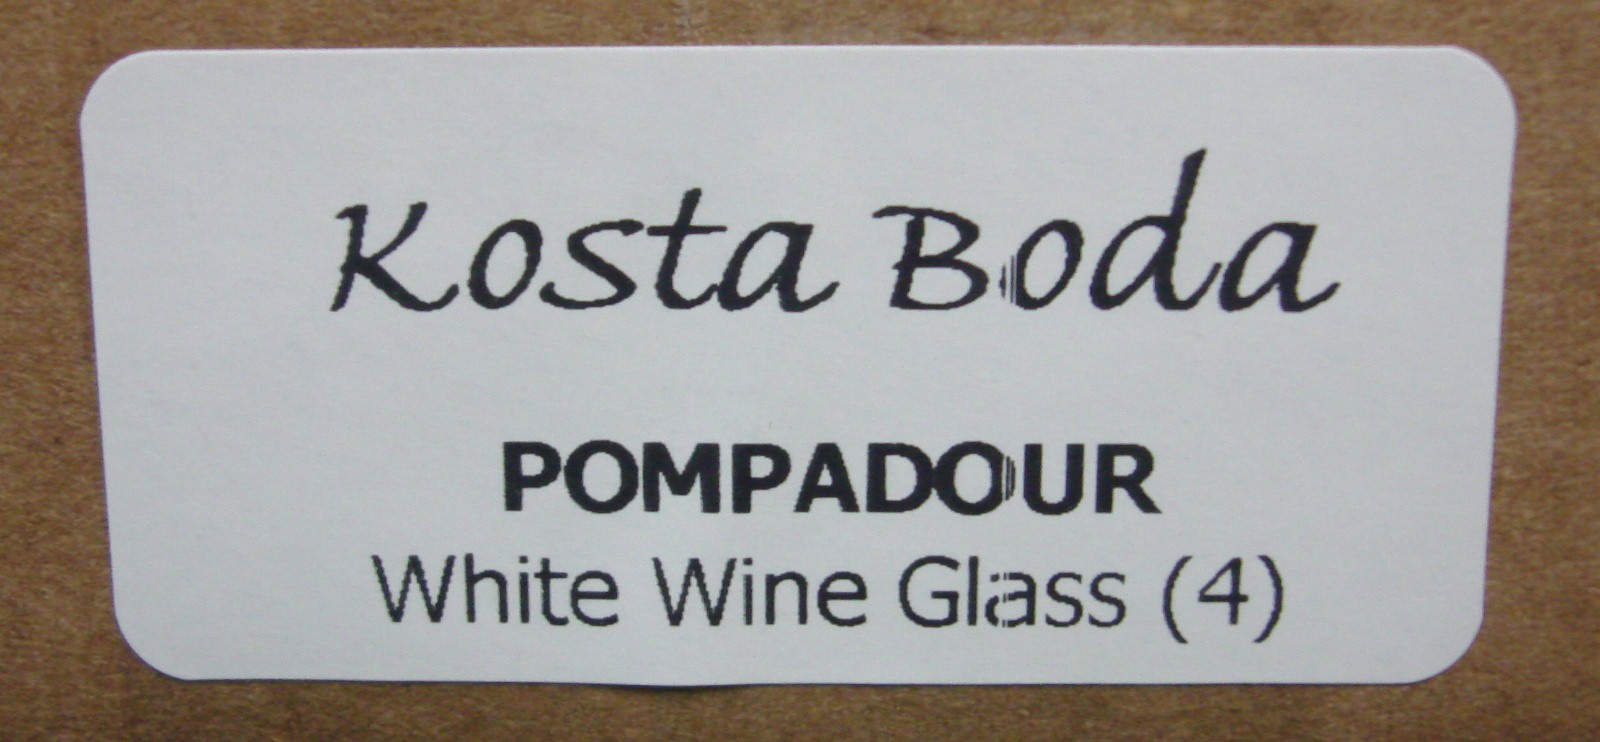 Kosta Boda
POMPADOUR
White Wine Glass (4)